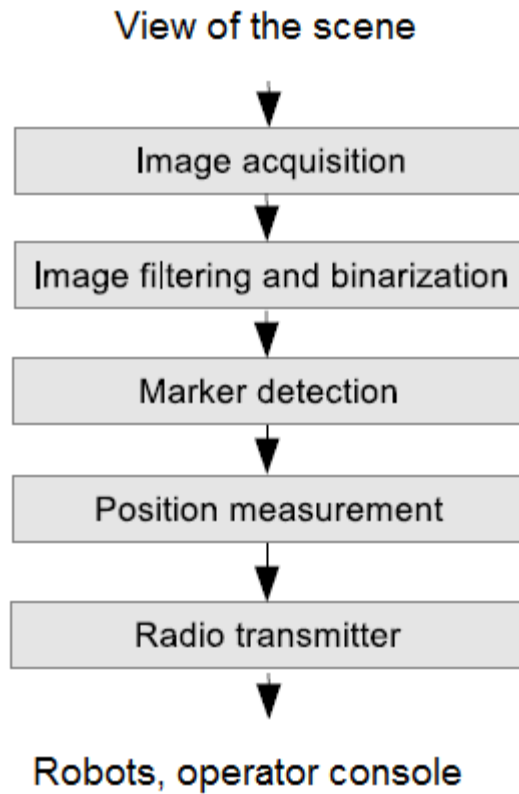 View of the scene
Image acquisition
Image filtering and binarization
Marker detection
Position measurement
Radio transmitter
Robots, operator console